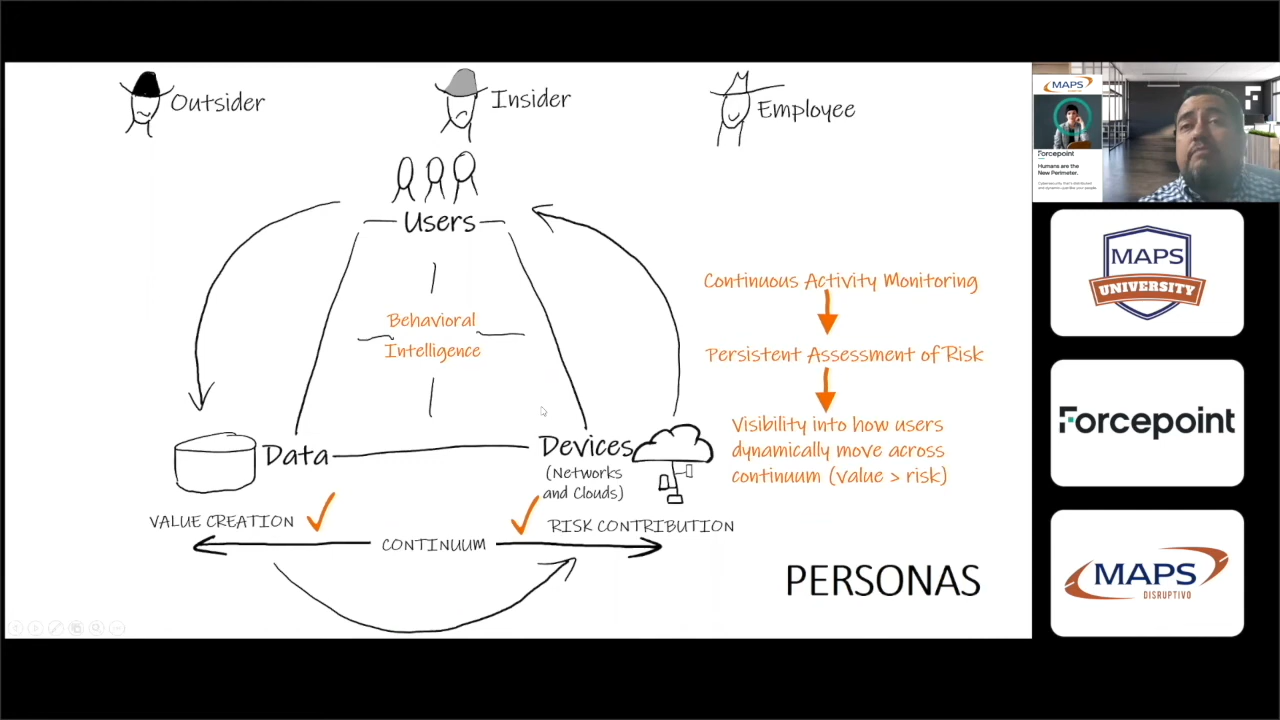 Outsider
Insider
Employee
Users
Behavioral
Intelligence
Data
Devices
(Networks
and Clouds)
VALUE CREATION
RISK CONTRIBUTION
CONTINUUM
Continuous Activity Monitoring
Persistent Assessment of Risk
Visibility into how users
dynamically move across
continuum (value > risk)
PERSONAS
MAPS
Forcepoint
Humans are the
New Perimeter.
MAPS
UNIVERSITY
Forcepoint
MAPS
DISRUPTIVO